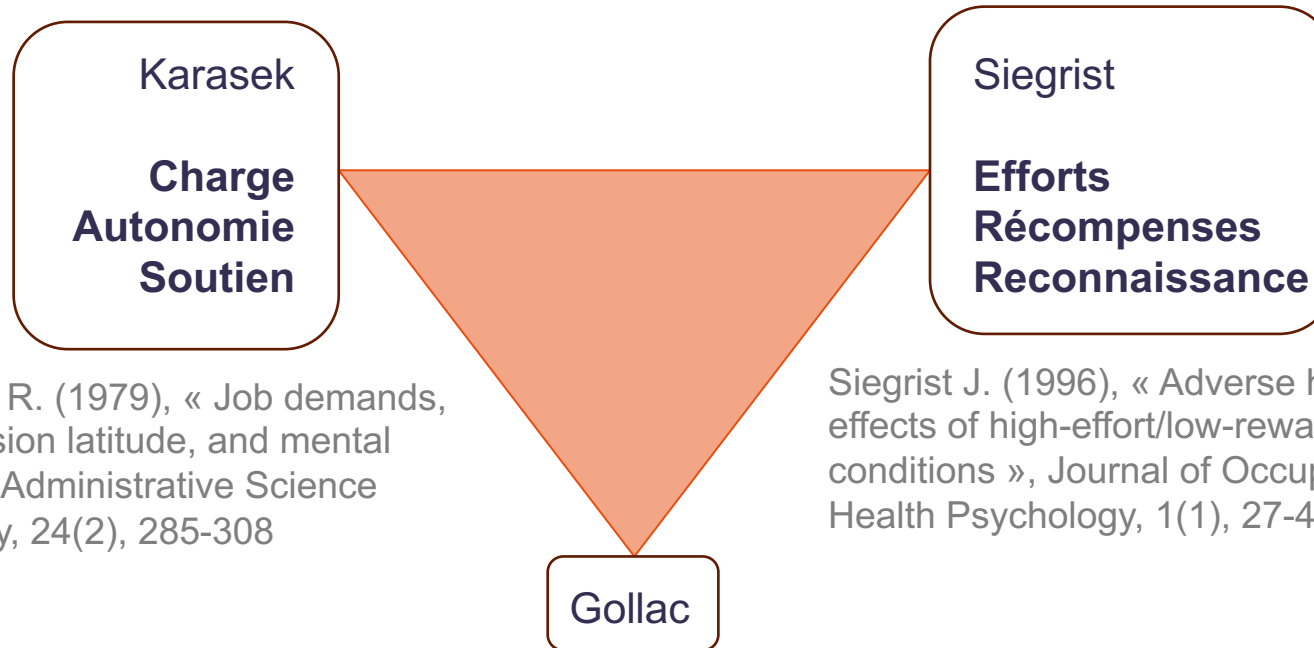 Karasek
Charge
Autonomie
Soutien
Siegrist
Efforts
Récompenses
Reconnaissance
R. (1979), « Job demands,
latitude, and mental
Administrative Science
24(2), 285-308
Siegrist J. (1996), « Adverse
effects of high-effort/low-rewa
conditions », Journal of Occup
Health Psychology, 1(1), 27-4
Gollac